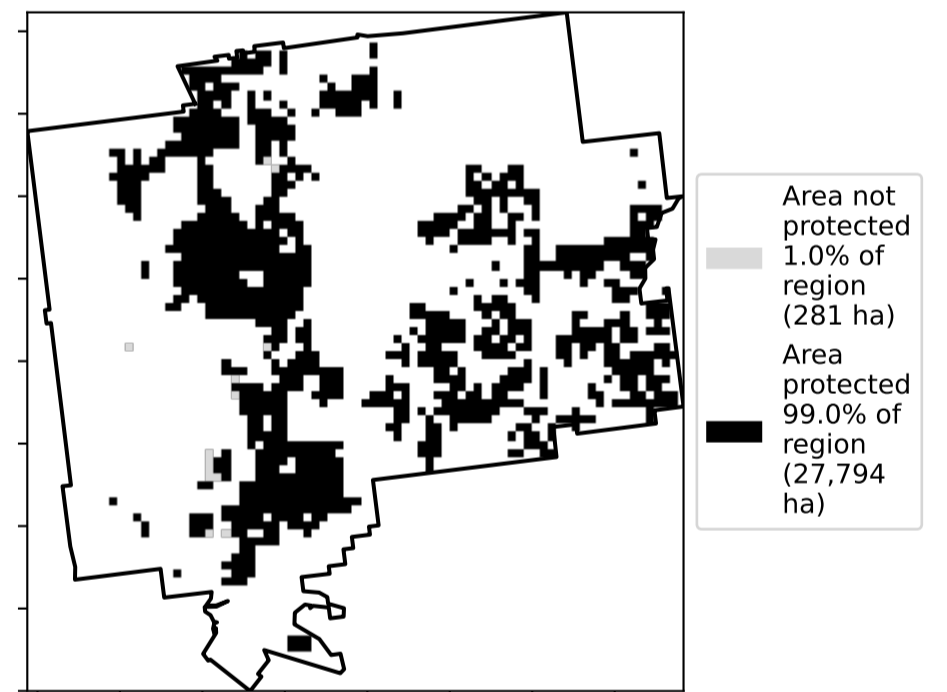 Area not
protected
1.0% of
region
(281 ha)
Area
protected
99.0% of
region
(27,794
ha)